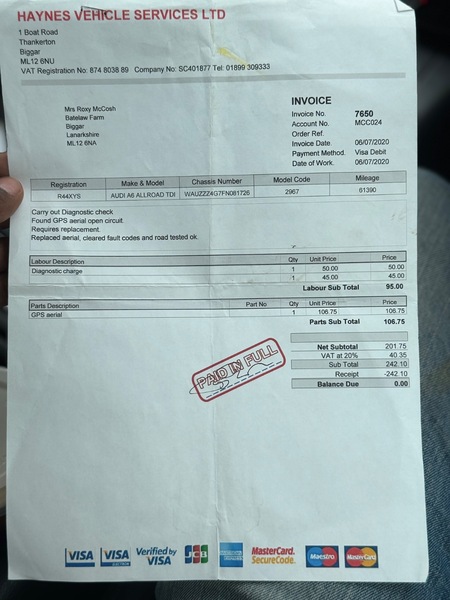 HAYNES VEHICLE SERVICES LTD
1 Boat Road
Thankerton
Biggar
ML12 6NU
VAT Registration No: 874 8038 89 Company No: SC401877 Tel: 01899 309333
Mrs Roxy McCosh
Batelaw Farm
Biggar
Lanarkshire
ML12 6NA
INVOICE
Invoice No. 7650
Account No. MCC024
Order Ref.
Invoice Date. 06/07/2020
Payment Method. Visa Debit
Date of Work. 06/07/2020
Registration Make & Model Chassis Number Model Code Mileage
R44XYS AUDI A6 ALLROAD TDI WAUZZZ4G7FN081726 2967 61390
Carry out Diagnostic check
Found GPS aerial open circuit.
Requires replacement.
Replaced aerial, cleared fault codes and road tested ok.
Labour Description Qty Unit Price Price
1 50.00 50.00
Diagnostic charge 1 45.00 45.00
Labour Sub Total 95.00
Parts Description Part No Qty Unit Price Price
GPS aerial 1 106.75 106.75
Parts Sub Total 106.75
PAID IN FULL
Net Subtotal 201.75
VAT at 20% 40.35
Sub Total 242.10
Receipt -242.10
Balance Due 0.00
VISA VISA ELECTRON Verified by VISA JCB AMERICAN EXPRESS MasterCard. SecureCode. Maestro MasterCard